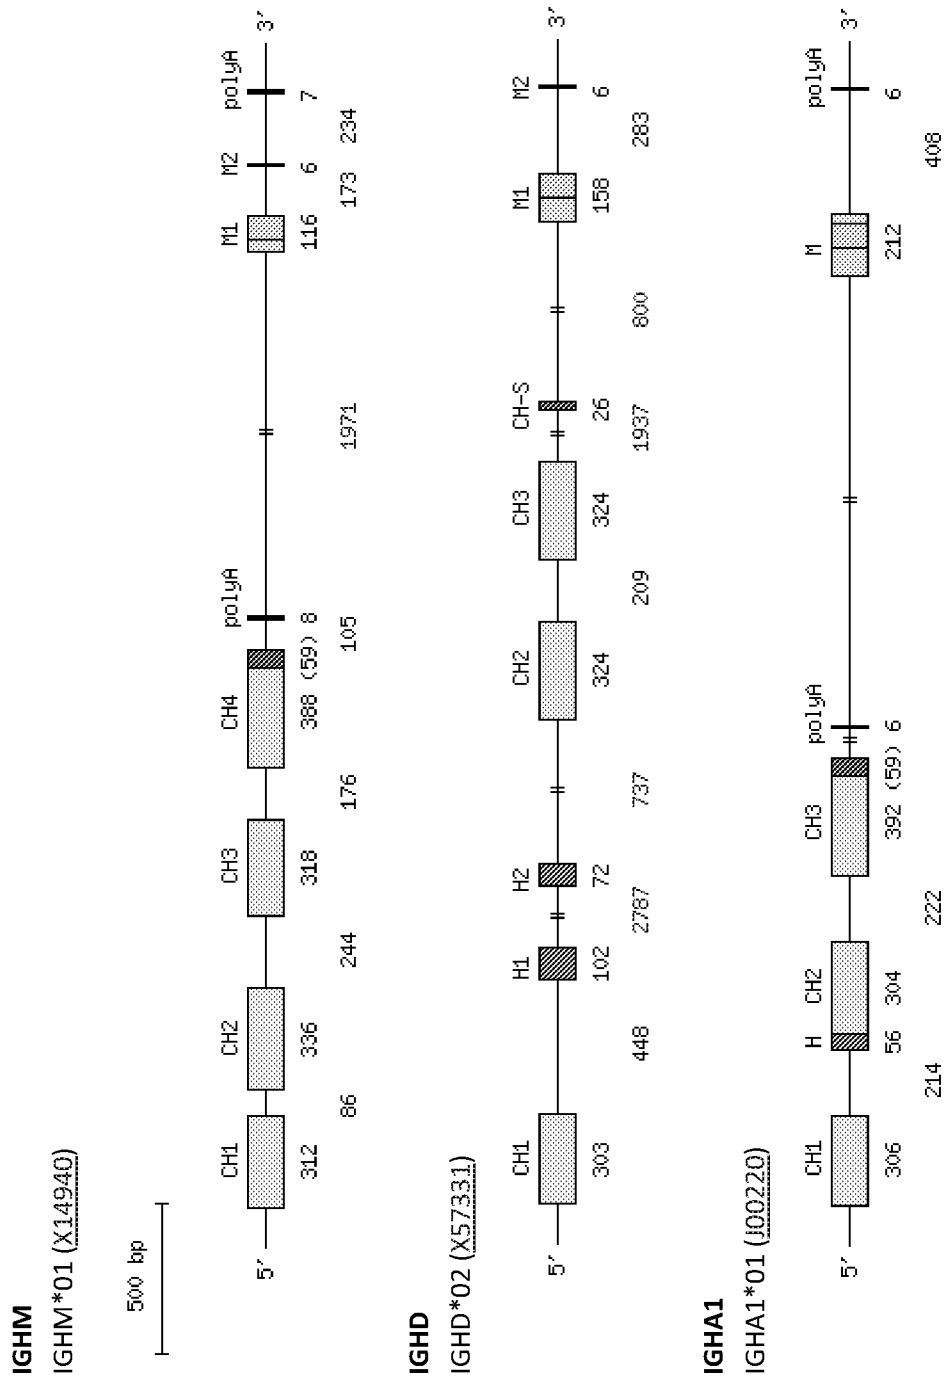 IGHM
IGHM*01 (X14940)
500 bp
CH1 CH2 CH3 CH4 polyA M1 M2 polyA
5′ 3′
312 336 318 388 (59) 8 116 6 7
86 244 176 105 1971 173 234
IGHD
IGHD*02 (X57331)
CH1 H1 H2 CH2 CH3 CH-S M1 M2
5′ 3′
303 102 72 324 324 26 158 6
448 2787 737 209 1937 800 283
IGHA1
IGHA1*01 (J00220)
CH1 H CH2 CH3 polyA M polyA
5′ 3′
306 56 304 392 (59) 6 212 6
214 222 408